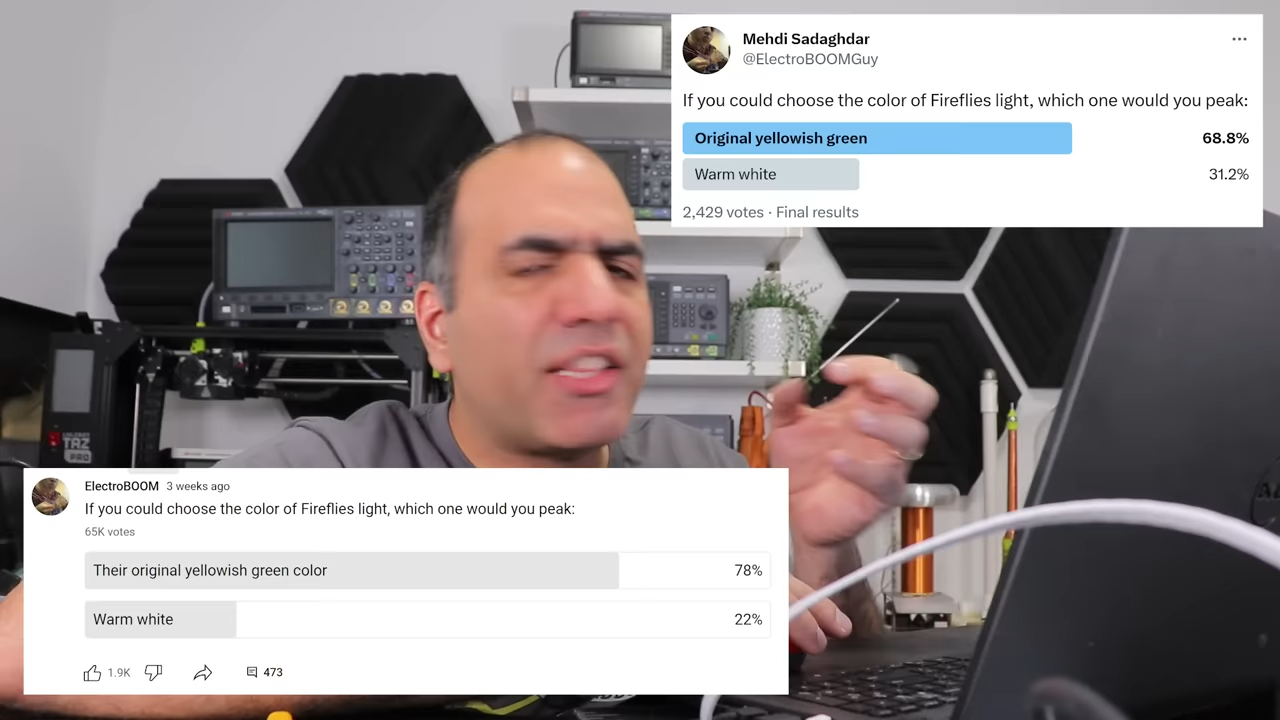 Mehdi Sadaghdar
@ElectroBOOMGuy
If you could choose the color of Fireflies light, which one would you peak:
Original yellowish green 68.8%
Warm white 31.2%
2,429 votes · Final results
TAZ
PRO
ElectroBOOM 3 weeks ago
If you could choose the color of Fireflies light, which one would you peak:
65K votes
Their original yellowish green color 78%
Warm white 22%
1.9K 473